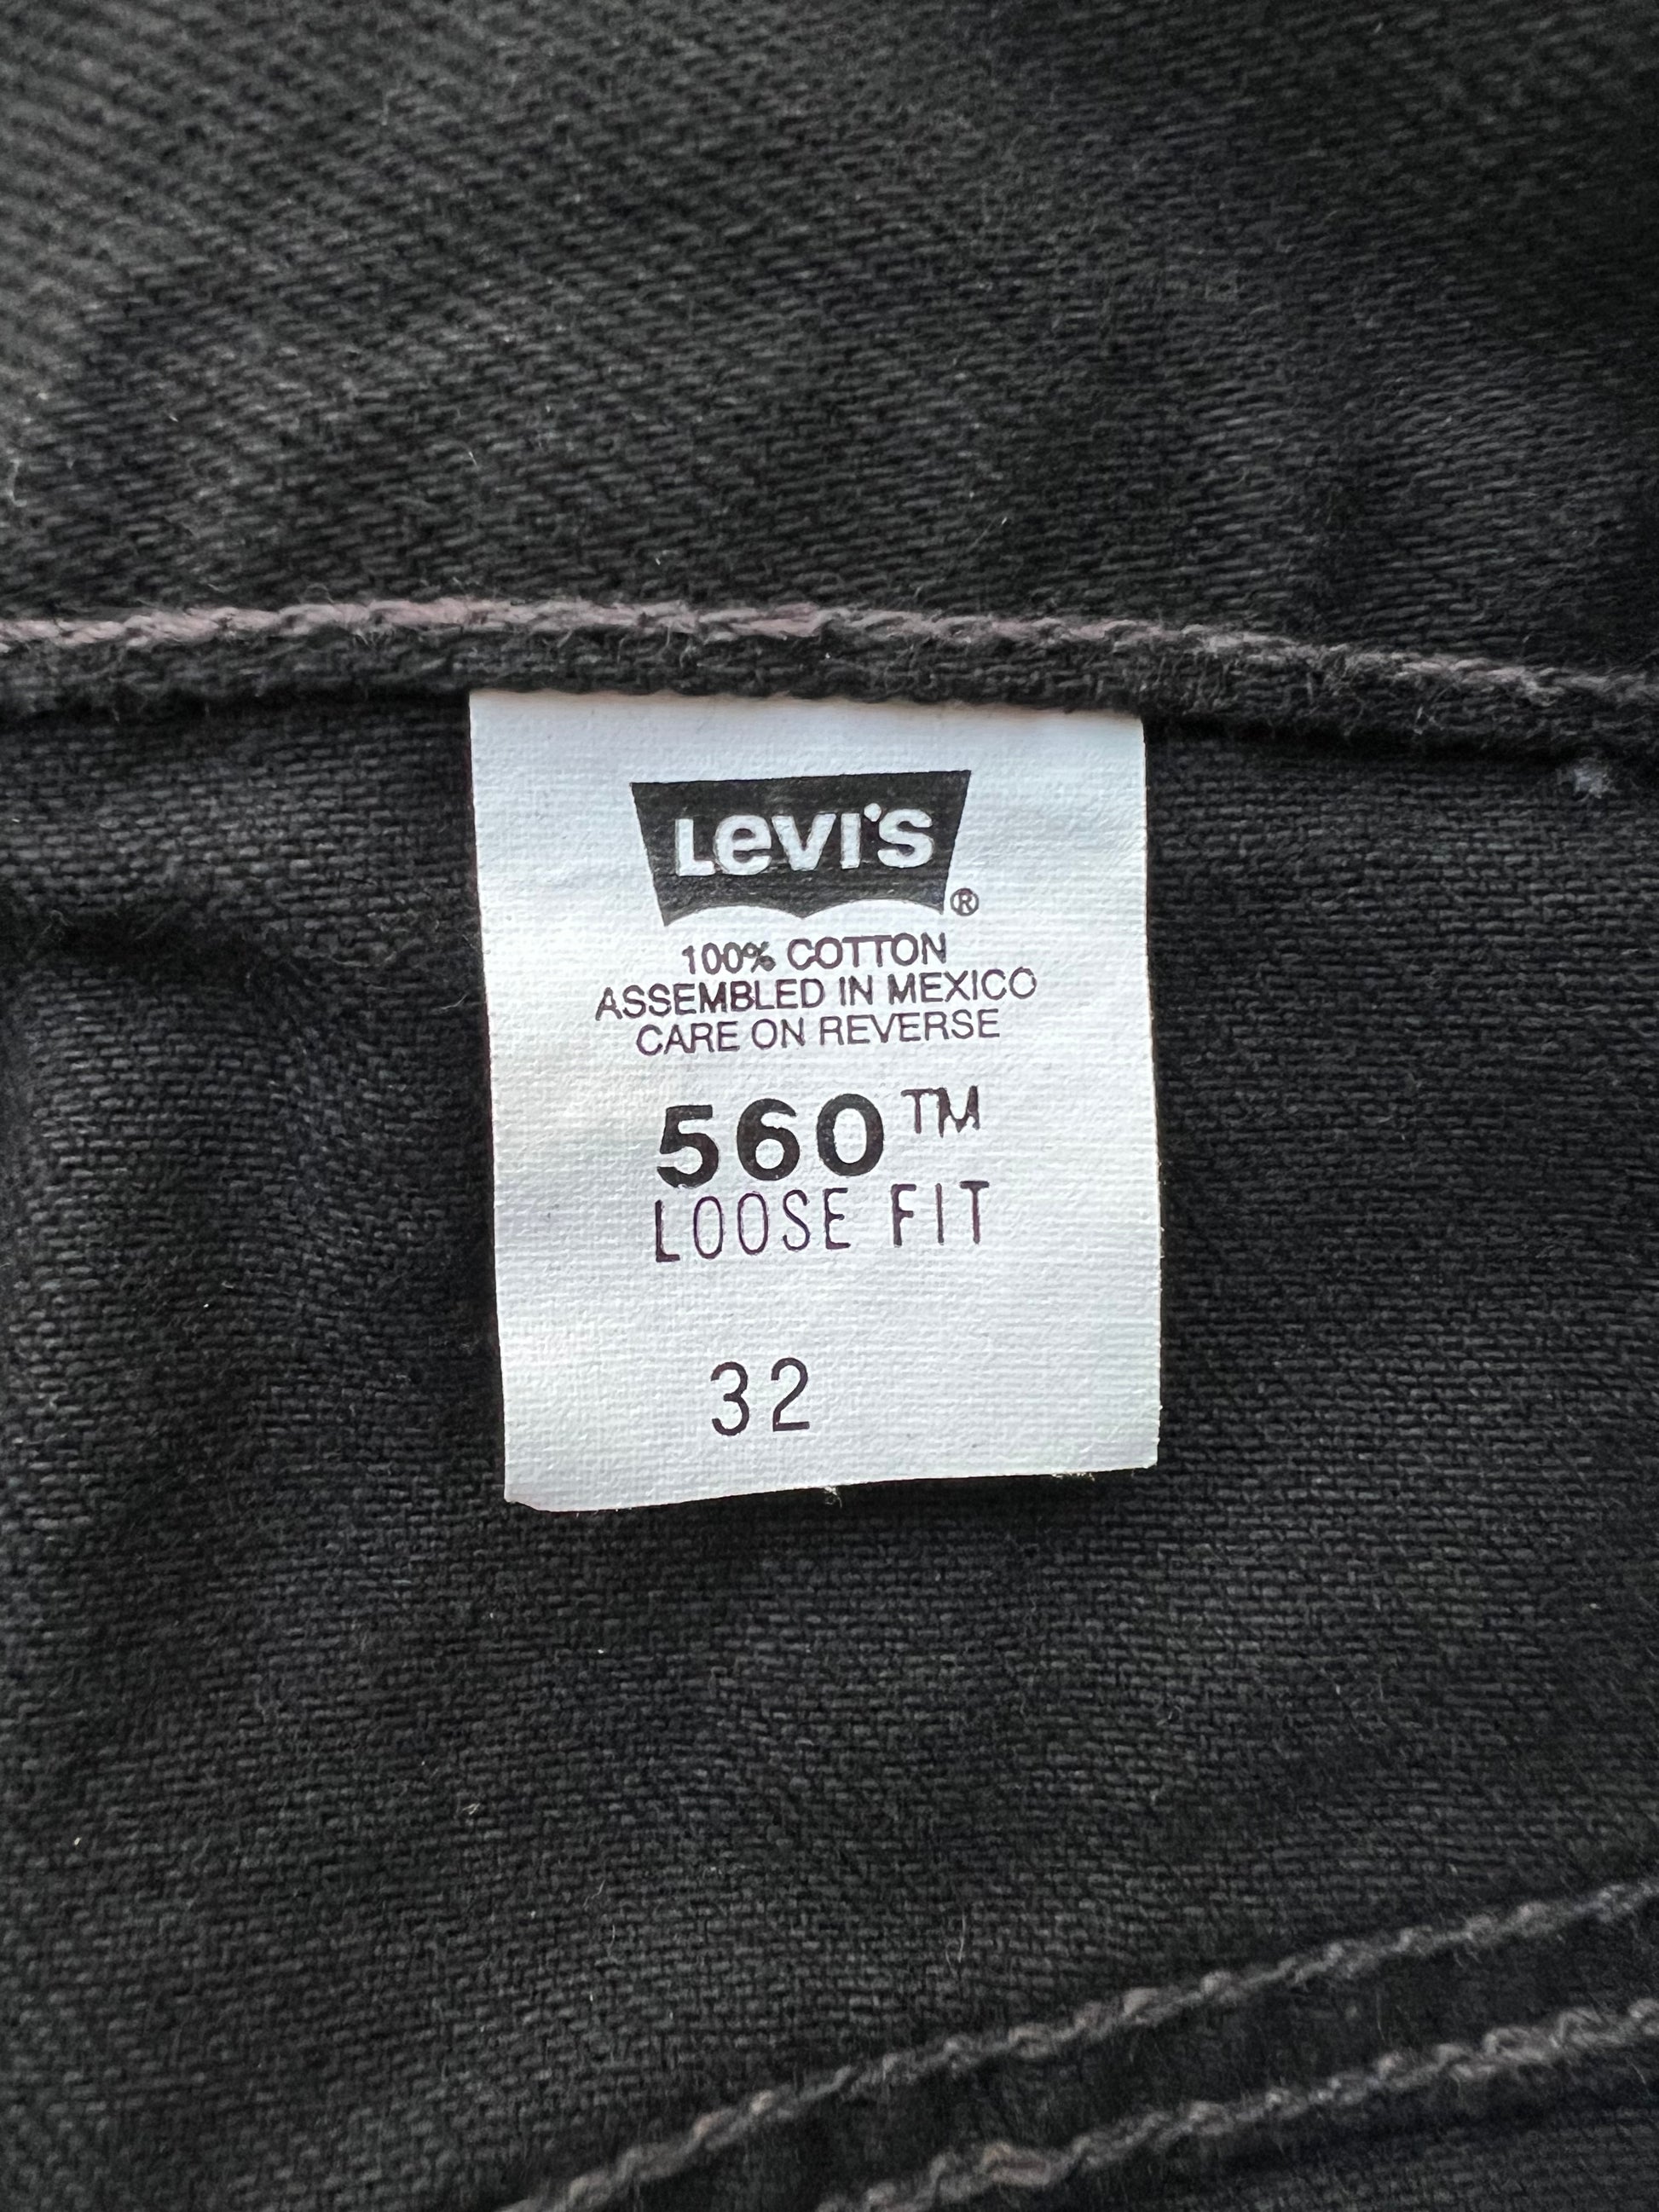 Levi's®
100% COTTON
ASSEMBLED IN MEXICO
CARE ON REVERSE
560™
LOOSE FIT
32